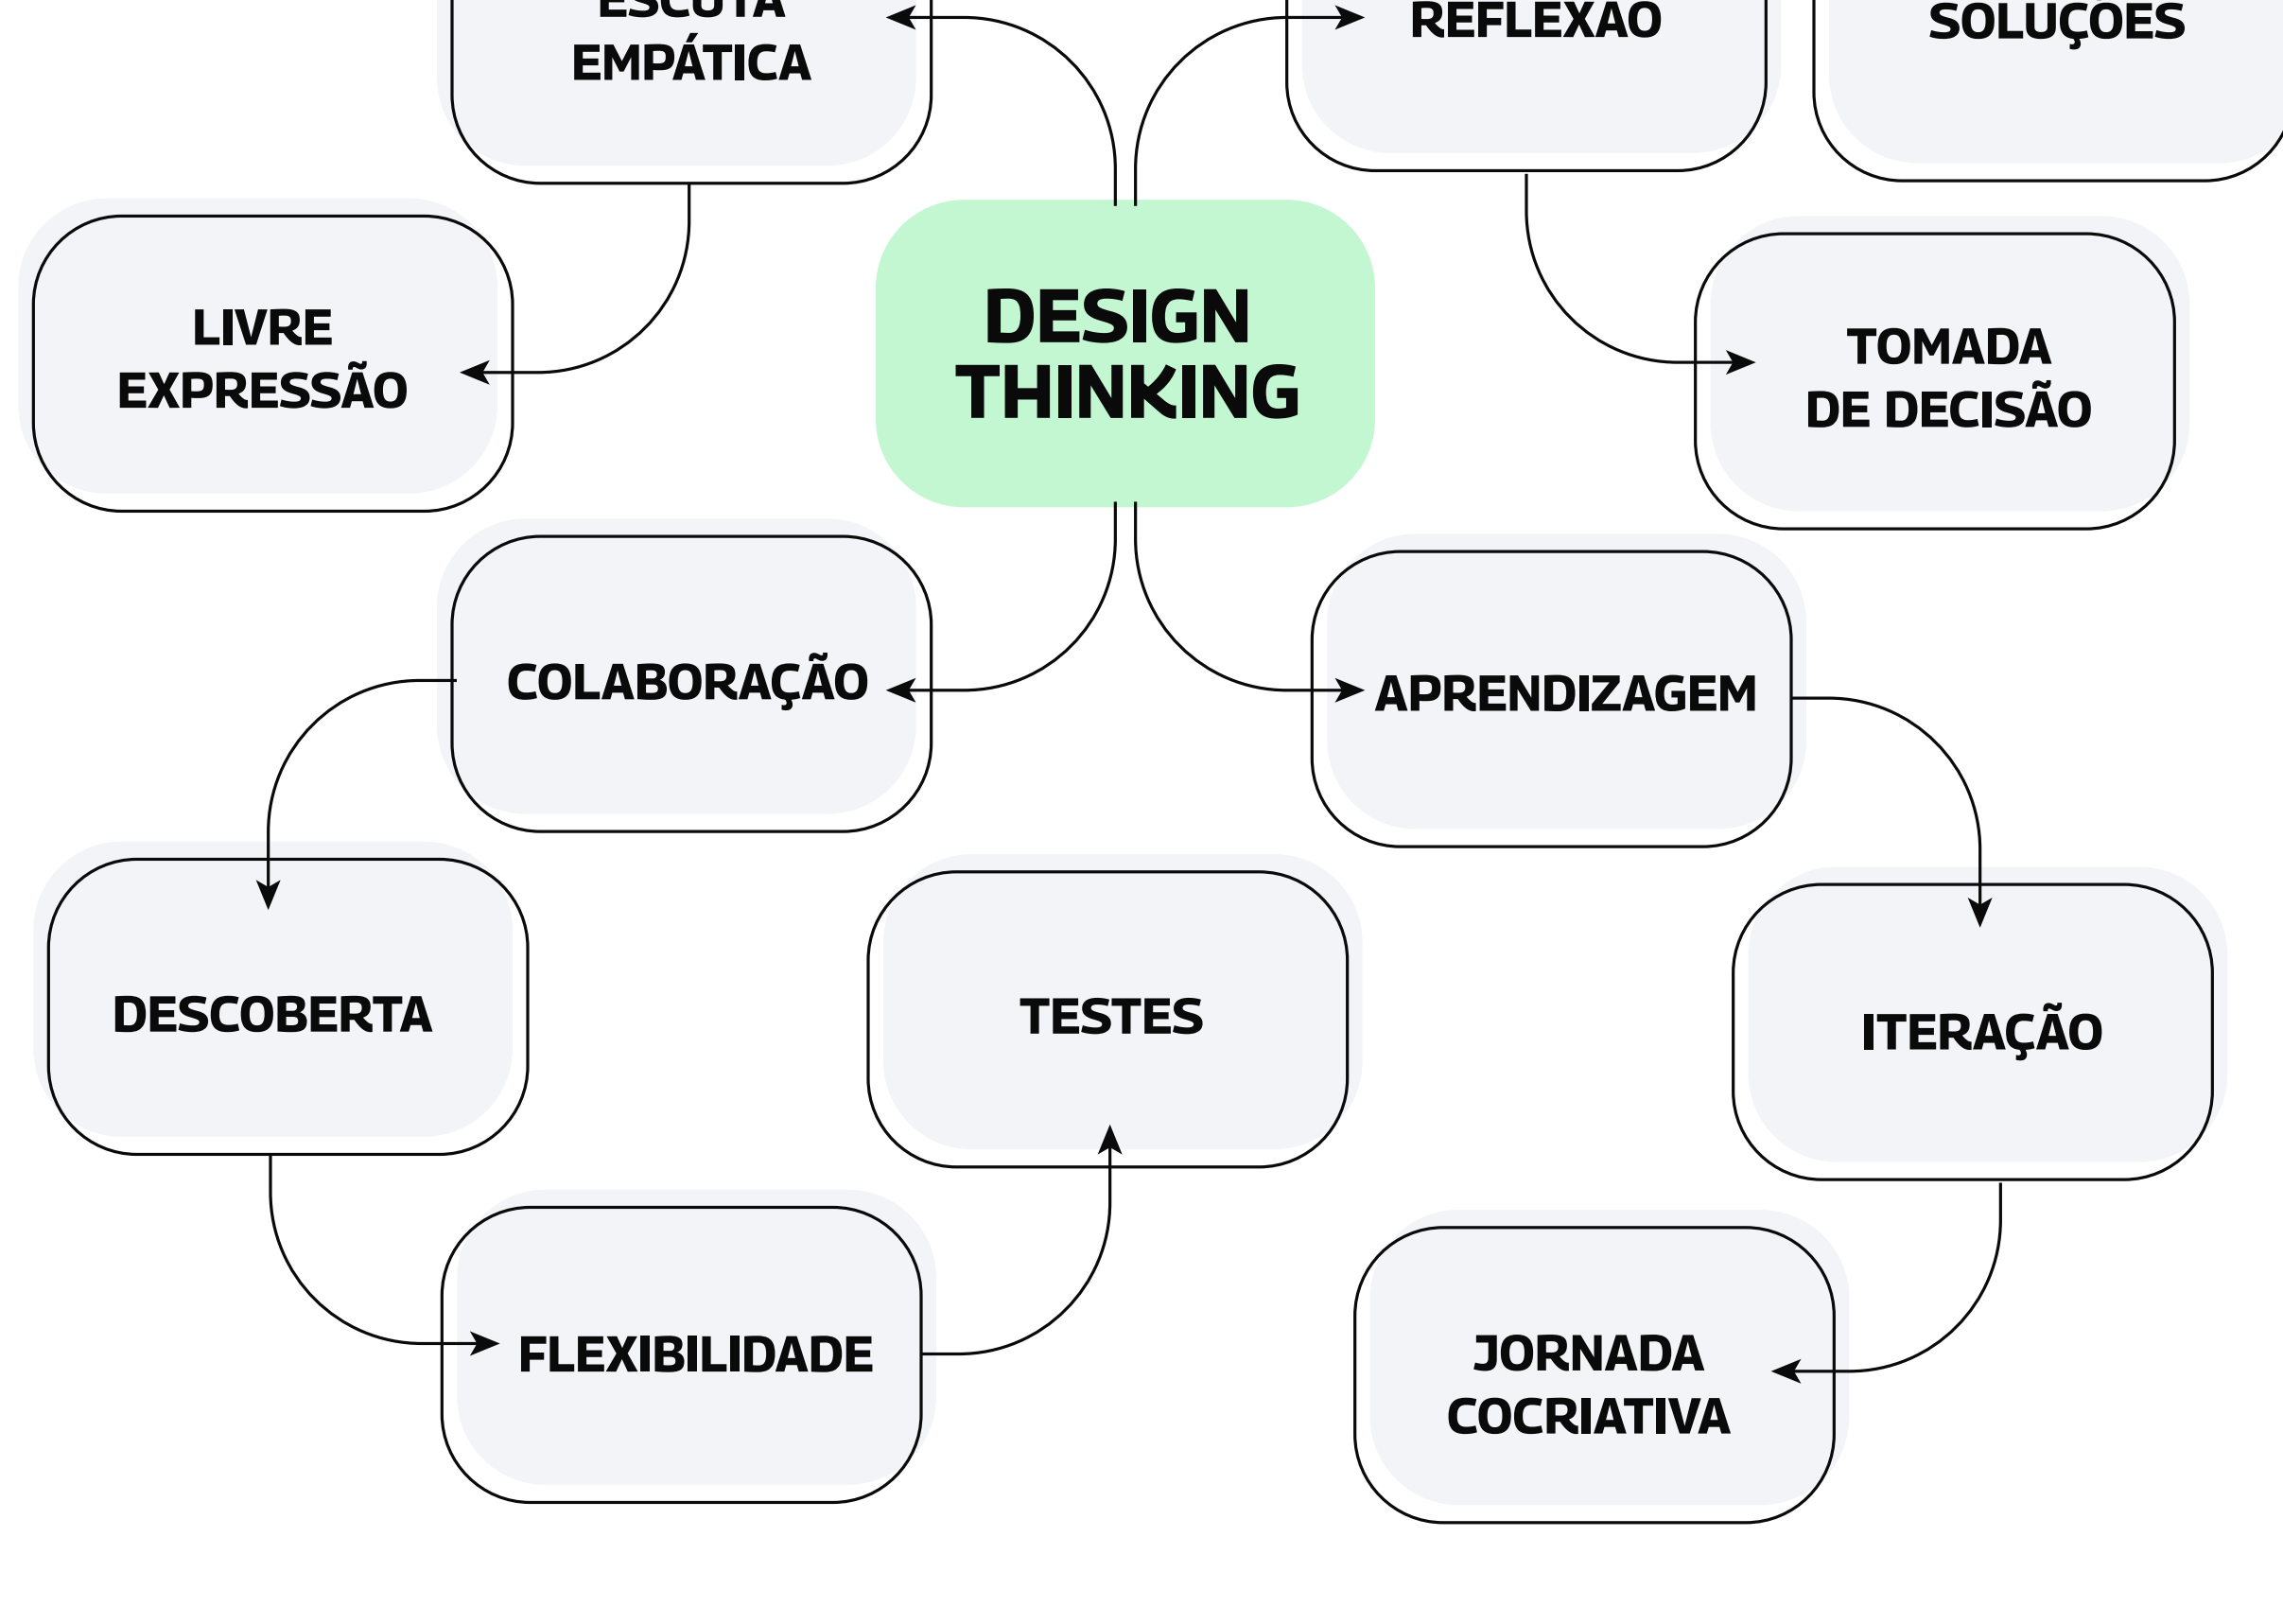 ESCUTA
EMPÁTICA
REFLEXÃO
SOLUÇÕES
LIVRE
EXPRESSÃO
DESIGN
THINKING
TOMADA
DE DECISÃO
COLABORAÇÃO
APRENDIZAGEM
DESCOBERTA
TESTES
ITERAÇÃO
FLEXIBILIDADE
JORNADA
COCRIATIVA